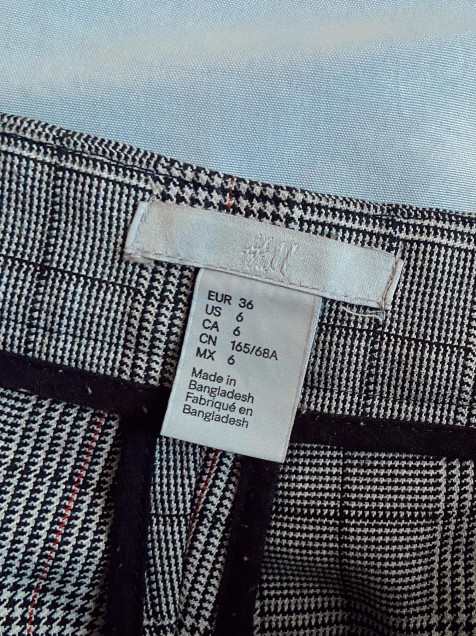 H&M
EUR 36
US 6
CA 6
CN 165/68A
MX 6
Made in
Bangladesh
Fabriqué en
Bangladesh